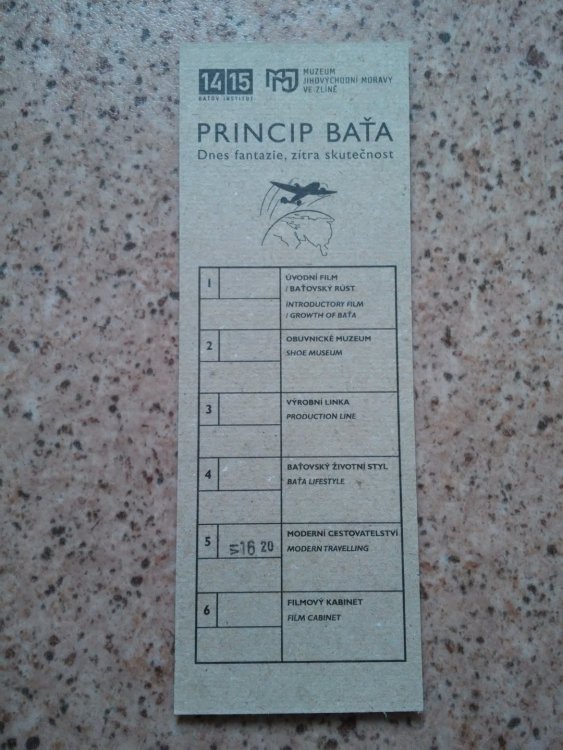 14 15
BAŤŮV INSTITUT
MUZEUM
JIHOVÝCHODNÍ MORAVY
VE ZLÍNĚ
PRINCIP BAŤA
Dnes fantazie, zítra skutečnost
1
ÚVODNÍ FILM
/ BAŤOVSKÝ RŮST
INTRODUCTORY FILM
/ GROWTH OF BAŤA
2
OBUVNICKÉ MUZEUM
SHOE MUSEUM
3
VÝROBNÍ LINKA
PRODUCTION LINE
4
BAŤOVSKÝ ŽIVOTNÍ STYL
BAŤA LIFESTYLE
5
16 20
MODERNÍ CESTOVATELSTVÍ
MODERN TRAVELLING
6
FILMOVÝ KABINET
FILM CABINET